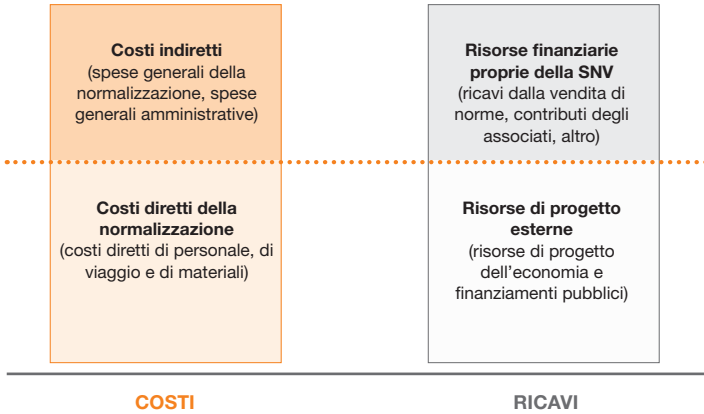 Costi indiretti
(spese generali della
normalizzazione, spese
generali amministrative)
Costi diretti della
normalizzazione
(costi diretti di personale, di
viaggio e di materiali)
Risorse finanziarie
proprie della SNV
(ricavi dalla vendita di
norme, contributi degli
associati, altro)
Risorse di progetto
esterne
(risorse di progetto
dell’economia e
finanziamenti pubblici)
COSTI
RICAVI